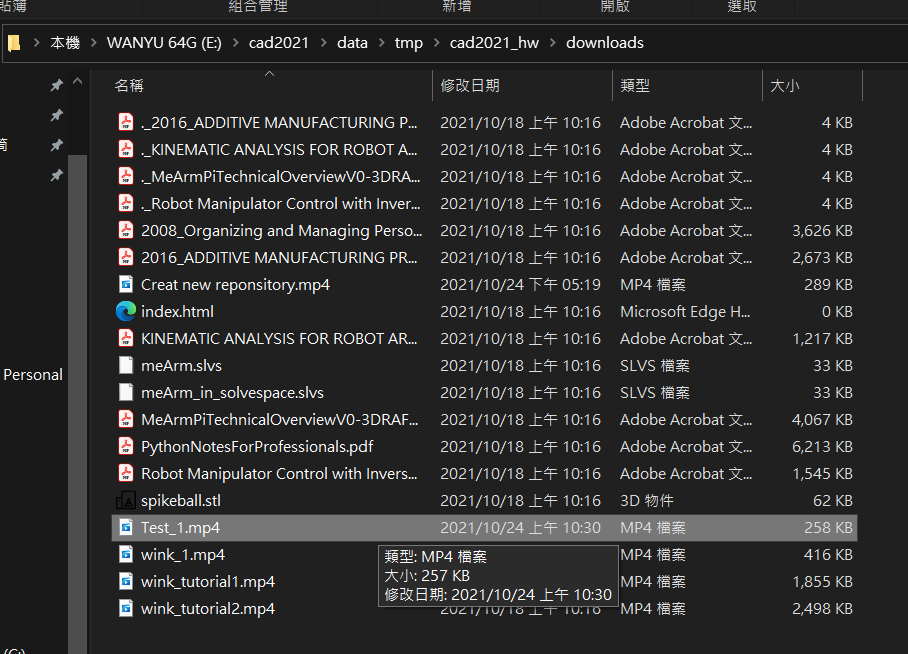 貼簿 組合管理 新增 開啟 選取
本機 > WANYU 64G (E:) > cad2021 > data > tmp > cad2021_hw > downloads
名稱 修改日期 類型 大小
._2016_ADDITIVE MANUFACTURING P... 2021/10/18 上午 10:16 Adobe Acrobat 文... 4 KB
._KINEMATIC ANALYSIS FOR ROBOT A... 2021/10/18 上午 10:16 Adobe Acrobat 文... 4 KB
._MeArmPiTechnicalOverviewV0-3DRA... 2021/10/18 上午 10:16 Adobe Acrobat 文... 4 KB
._Robot Manipulator Control with Inver... 2021/10/18 上午 10:16 Adobe Acrobat 文... 4 KB
2008_Organizing and Managing Perso... 2021/10/18 上午 10:16 Adobe Acrobat 文... 3,626 KB
2016_ADDITIVE MANUFACTURING PR... 2021/10/18 上午 10:16 Adobe Acrobat 文... 2,673 KB
Creat new reponsitory.mp4 2021/10/24 下午 05:19 MP4 檔案 289 KB
index.html 2021/10/18 上午 10:16 Microsoft Edge H... 0 KB
KINEMATIC ANALYSIS FOR ROBOT AR... 2021/10/18 上午 10:16 Adobe Acrobat 文... 1,217 KB
meArm.slvs 2021/10/18 上午 10:16 SLVS 檔案 33 KB
Personal
meArm_in_solvespace.slvs 2021/10/18 上午 10:16 SLVS 檔案 33 KB
MeArmPiTechnicalOverviewV0-3DRAF... 2021/10/18 上午 10:16 Adobe Acrobat 文... 4,067 KB
PythonNotesForProfessionals.pdf 2021/10/18 上午 10:16 Adobe Acrobat 文... 6,213 KB
Robot Manipulator Control with Invers... 2021/10/18 上午 10:16 Adobe Acrobat 文... 1,545 KB
spikeball.stl 2021/10/18 上午 10:16 3D 物件 62 KB
Test_1.mp4 2021/10/24 上午 10:30 MP4 檔案 258 KB
wink_1.mp4 MP4 檔案 416 KB
類型: MP4 檔案
大小: 257 KB
修改日期: 2021/10/24 上午 10:30
wink_tutorial1.mp4 MP4 檔案 1,855 KB
wink_tutorial2.mp4 2021/10/18 上午 10:16 MP4 檔案 2,498 KB